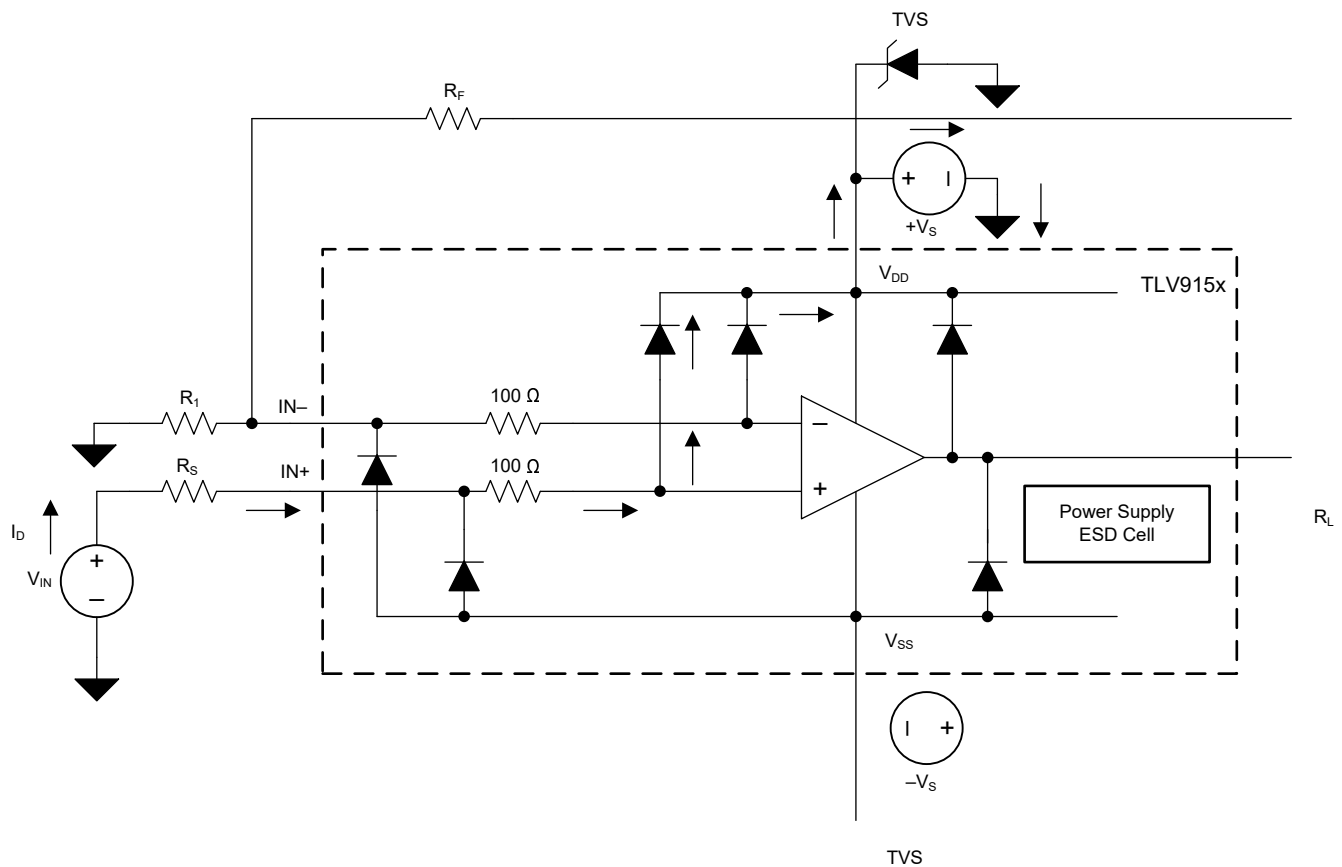 TVS
R_F
+
I
+V_S
V_DD
TLV915x
R_1
IN–
100 Ω
–
R_S
IN+
100 Ω
+
Power Supply
ESD Cell
R_L
I_D
V_IN
+
–
V_SS
I
+
–V_S
TVS